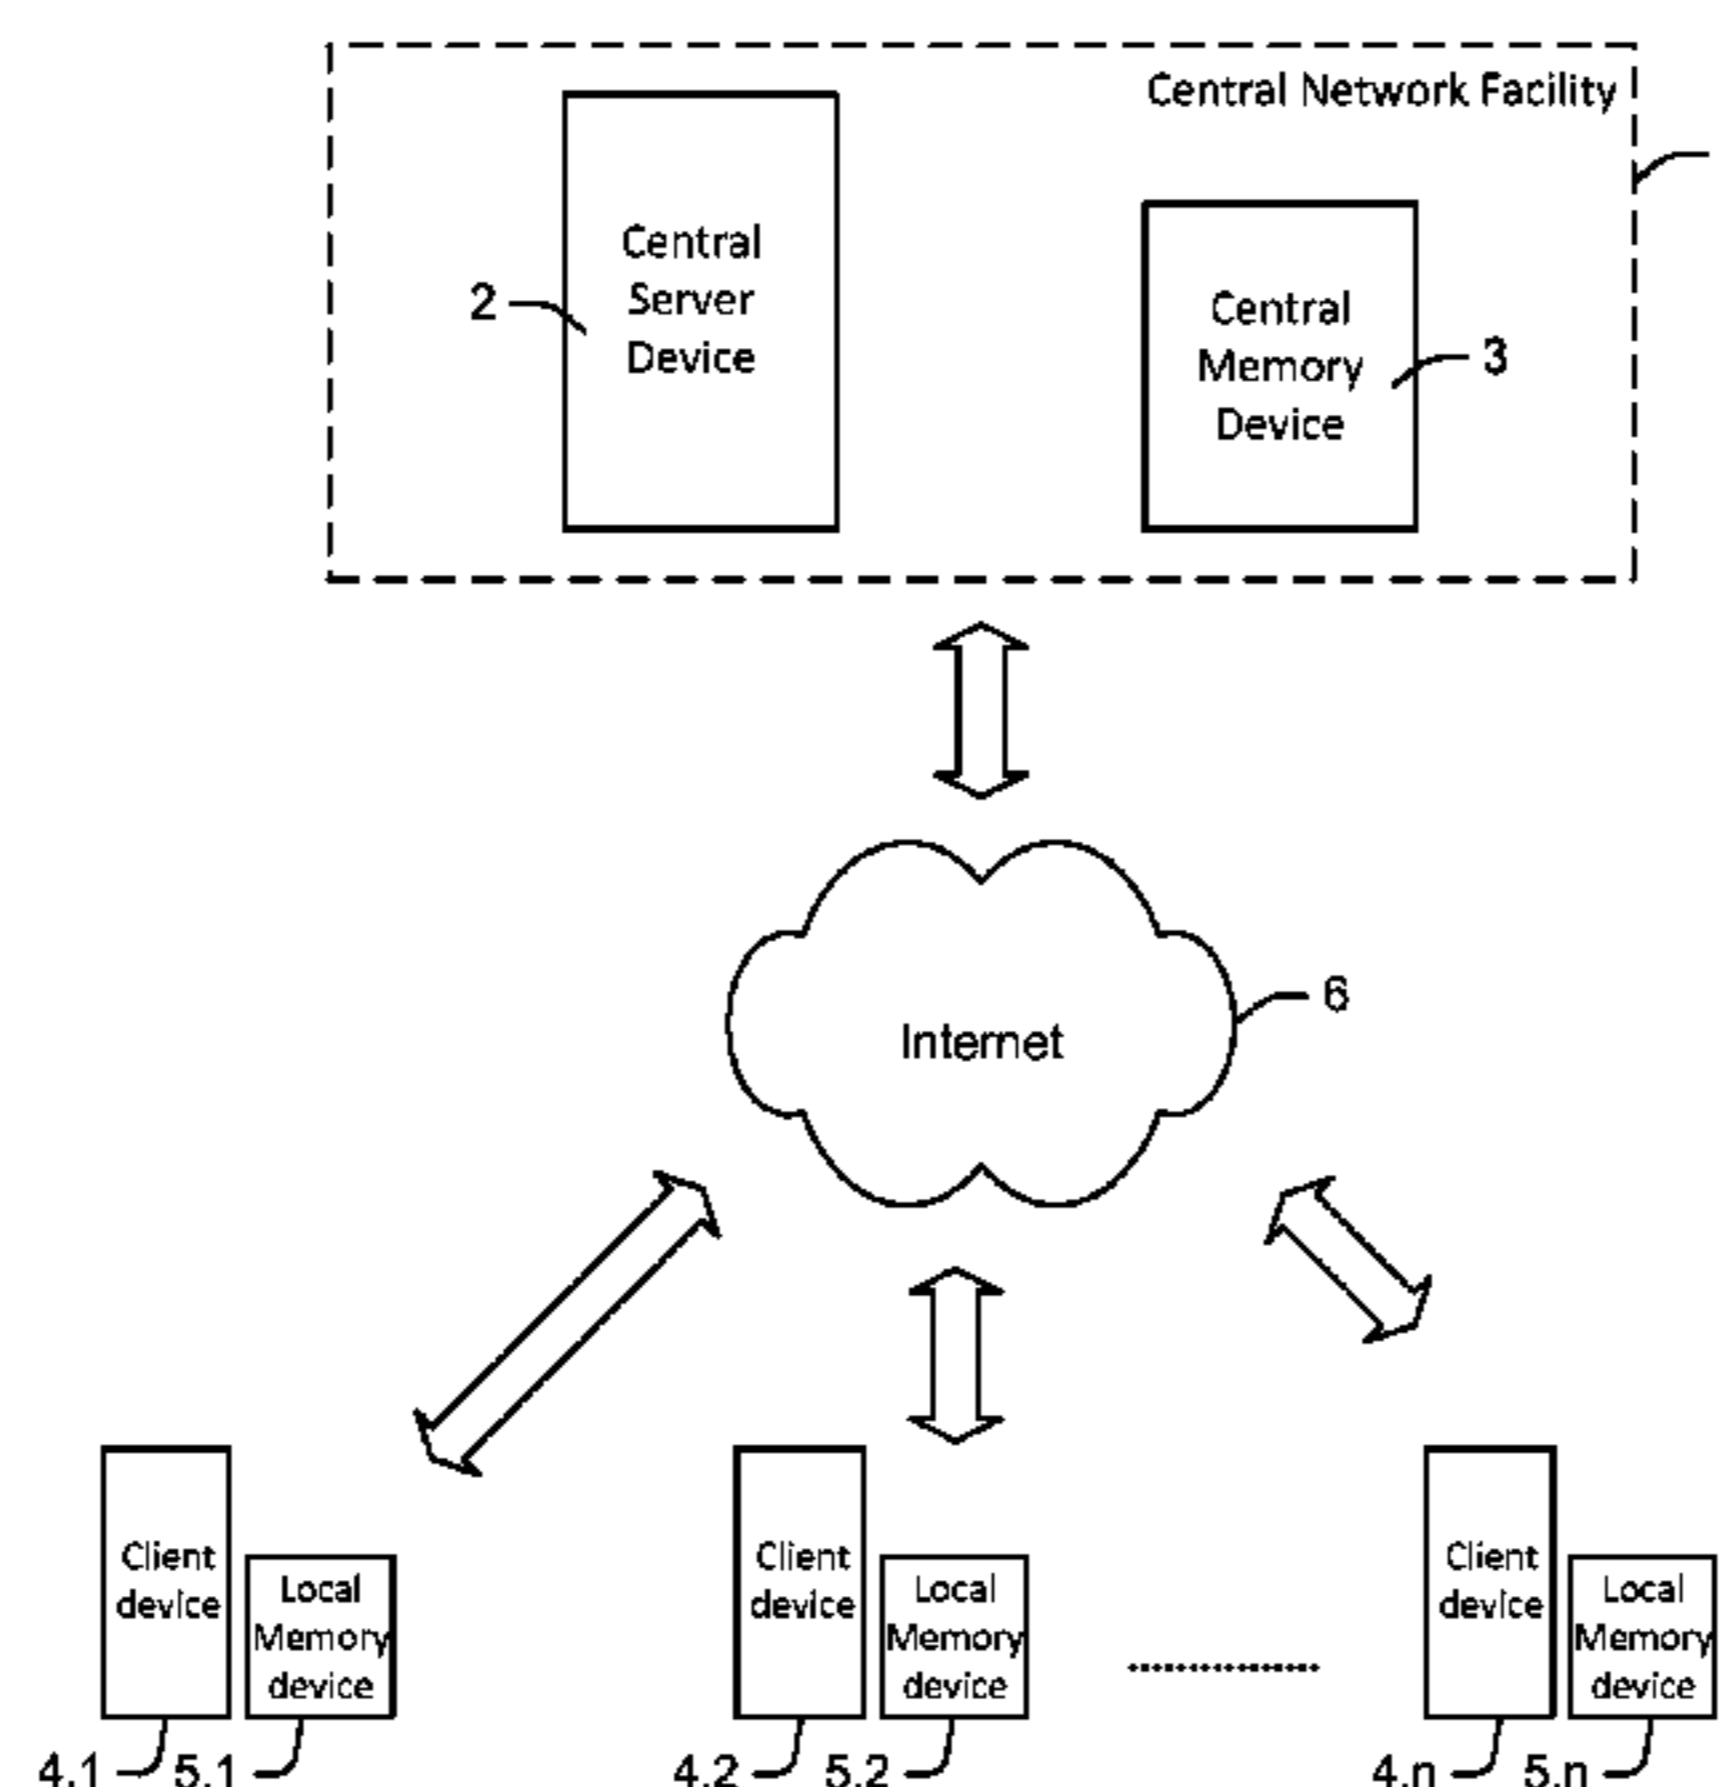 Central Network Facility
Central
Server
Device
2
Central
Memory
Device
3
Internet
6
Client
device
Local
Memory
device
Client
device
Local
Memory
device
Client
device
Local
Memory
device
4.1
5.1
4.2
5.2
4.n
5.n